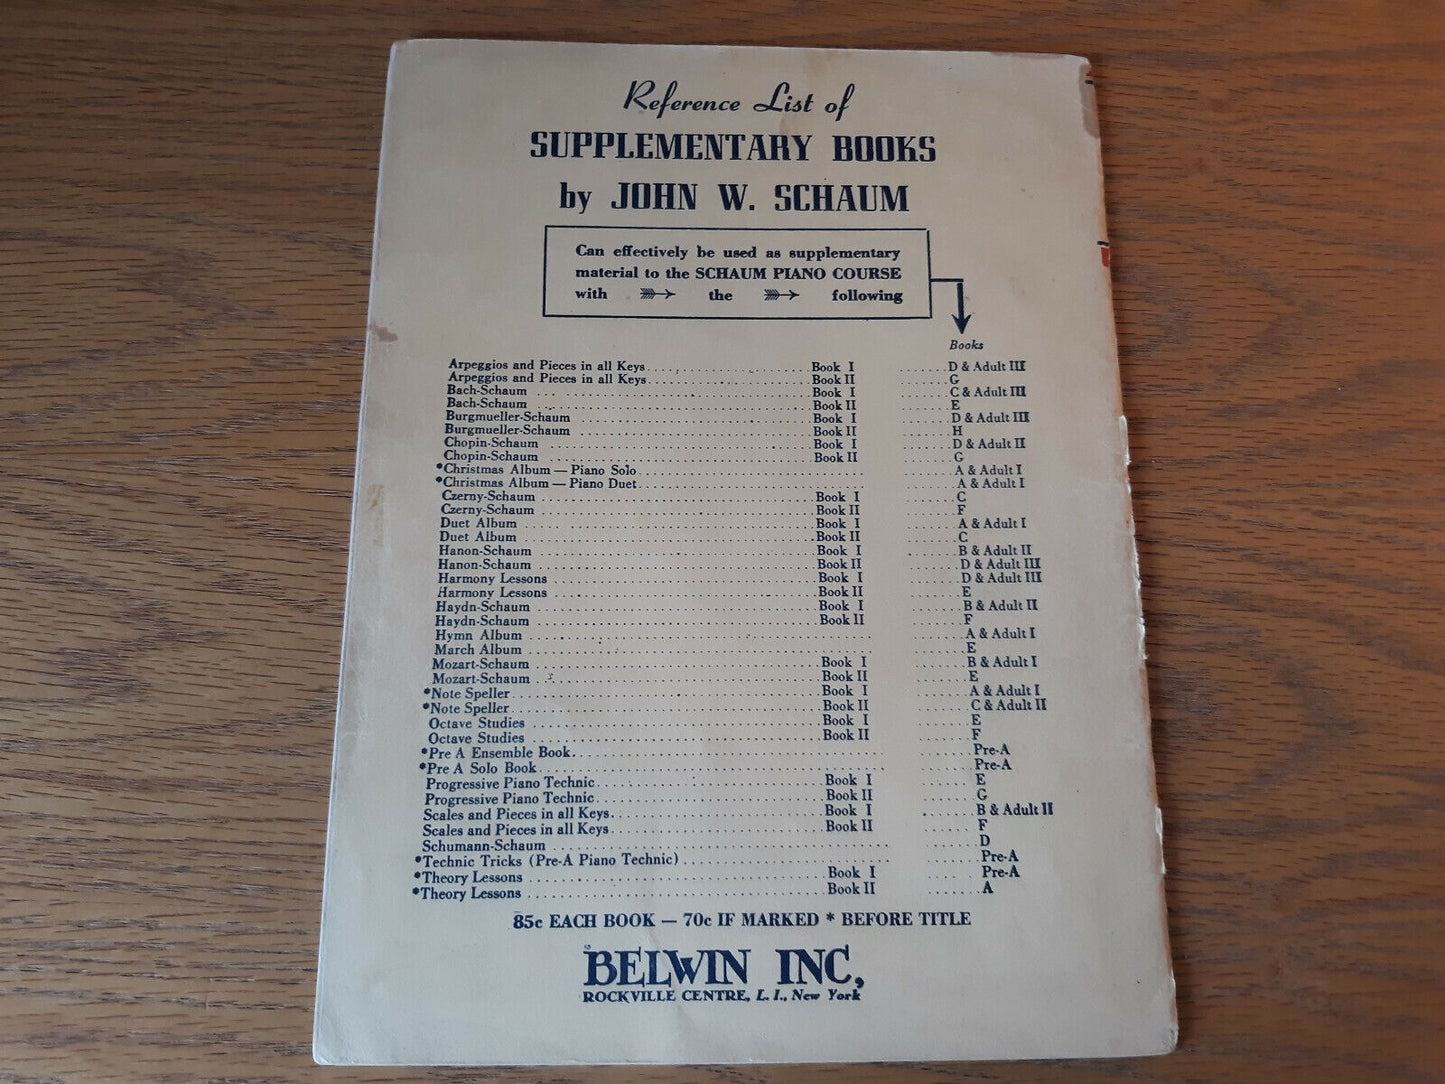 Reference List of
SUPPLEMENTARY BOOKS
by JOHN W. SCHAUM
Can effectively be used as supplementary
material to the SCHAUM PIANO COURSE
with the following
Books
Arpeggios and Pieces in all Keys Book I D & Adult III
Arpeggios and Pieces in all Keys Book II G
Bach-Schaum Book I C & Adult III
Bach-Schaum Book II E
Burgmueller-Schaum Book I D & Adult III
Burgmueller-Schaum Book II H
Chopin-Schaum Book I D & Adult II
Chopin-Schaum Book II G
*Christmas Album — Piano Solo A & Adult I
*Christmas Album — Piano Duet A & Adult I
Czerny-Schaum Book I C
Czerny-Schaum Book II F
Duet Album Book I A & Adult I
Duet Album Book II C
Hanon-Schaum Book I B & Adult II
Hanon-Schaum Book II D & Adult III
Harmony Lessons Book I D & Adult III
Harmony Lessons Book II E
Haydn-Schaum Book I B & Adult II
Haydn-Schaum Book II F
Hymn Album A & Adult I
March Album E
Mozart-Schaum Book I B & Adult I
Mozart-Schaum Book II E
*Note Speller Book I A & Adult I
*Note Speller Book II C & Adult II
Octave Studies Book I E
Octave Studies Book II F
*Pre A Ensemble Book Pre-A
*Pre A Solo Book Pre-A
Progressive Piano Technic Book I E
Progressive Piano Technic Book II G
Scales and Pieces in all Keys Book I B & Adult II
Scales and Pieces in all Keys Book II F
Schumann-Schaum D
*Technic Tricks (Pre-A Piano Technic) Pre-A
*Theory Lessons Book I Pre-A
*Theory Lessons Book II A
85c EACH BOOK — 70c IF MARKED * BEFORE TITLE
BELWIN INC,
ROCKVILLE CENTRE, L. I., New York